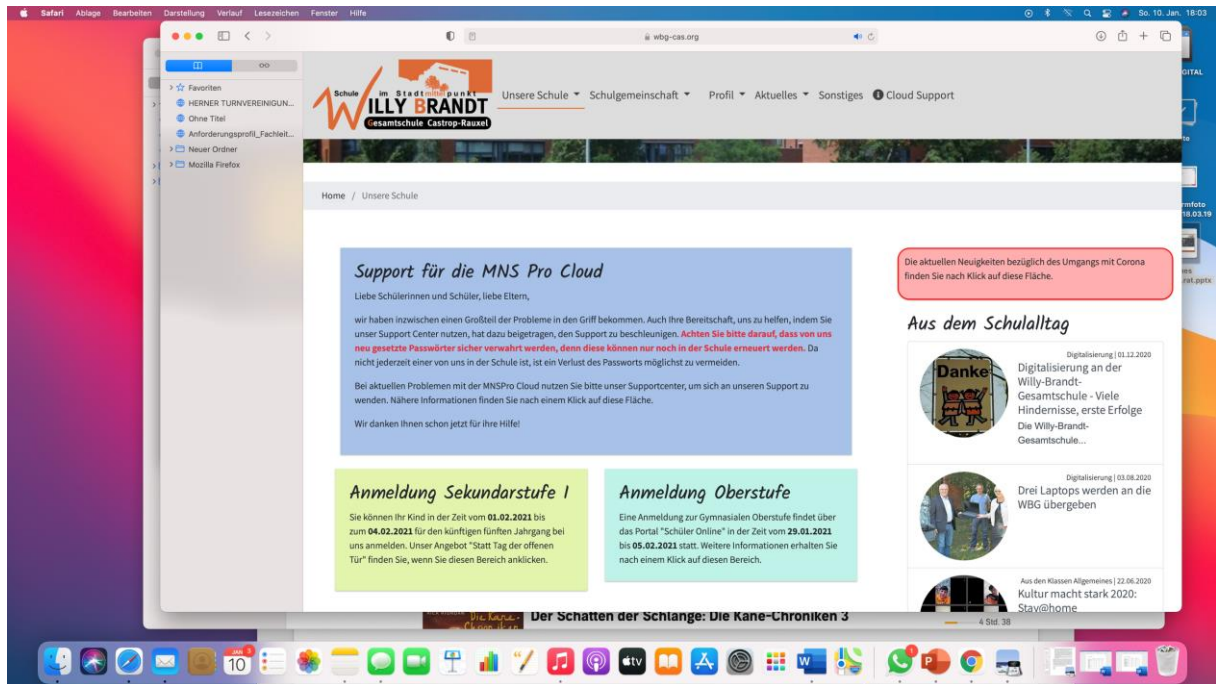 Safari Ablage Bearbeiten Darstellung Verlauf Lesezeichen Fenster Hilfe
So. 10. Jan. 18:03
wbg-cas.org
Favoriten
HERNER TURNVEREINIGUN...
Ohne Titel
Anforderungsprofil_Fachleit...
Neuer Ordner
Mozilla Firefox
Schule im Stadtmittelpunkt
WILLY BRANDT
Gesamtschule Castrop-Rauxel
Unsere Schule Schulgemeinschaft Profil Aktuelles Sonstiges Cloud Support
Home / Unsere Schule
Support für die MNS Pro Cloud
Liebe Schülerinnen und Schüler, liebe Eltern,
wir haben inzwischen einen Großteil der Probleme in den Griff bekommen. Auch Ihre Bereitschaft, uns zu helfen, indem Sie
unser Support Center nutzen, hat dazu beigetragen, den Support zu beschleunigen. Achten Sie bitte darauf, dass von uns
neu gesetzte Passwörter sicher verwahrt werden, denn diese können nur noch in der Schule erneuert werden. Da
nicht jederzeit einer von uns in der Schule ist, ist ein Verlust des Passworts möglichst zu vermeiden.
Bei aktuellen Problemen mit der MNSPro Cloud nutzen Sie bitte unser Supportcenter, um sich an unseren Support zu
wenden. Nähere Informationen finden Sie nach einem Klick auf diese Fläche.
Wir danken Ihnen schon jetzt für ihre Hilfe!
Anmeldung Sekundarstufe I
Sie können Ihr Kind in der Zeit vom 01.02.2021 bis
zum 04.02.2021 für den künftigen fünften Jahrgang bei
uns anmelden. Unser Angebot "Statt Tag der offenen
Tür" finden Sie, wenn Sie diesen Bereich anklicken.
Anmeldung Oberstufe
Eine Anmeldung zur Gymnasialen Oberstufe findet über
das Portal "Schüler Online" in der Zeit vom 29.01.2021
bis 05.02.2021 statt. Weitere Informationen erhalten Sie
nach einem Klick auf diesen Bereich.
Die aktuellen Neuigkeiten bezüglich des Umgangs mit Corona
finden Sie nach Klick auf diese Fläche.
Aus dem Schulalltag
Danke
Digitalisierung | 01.12.2020
Digitalisierung an der
Willy-Brandt-
Gesamtschule - Viele
Hindernisse, erste Erfolge
Die Willy-Brandt-
Gesamtschule...
Digitalisierung | 03.08.2020
Drei Laptops werden an die
WBG übergeben
Aus den Klassen Allgemeines | 22.06.2020
Kultur macht stark 2020:
Stay@home
Der Schatten der Schlange: Die Kane-Chroniken 3
4 Std. 38
JAN
10
tv